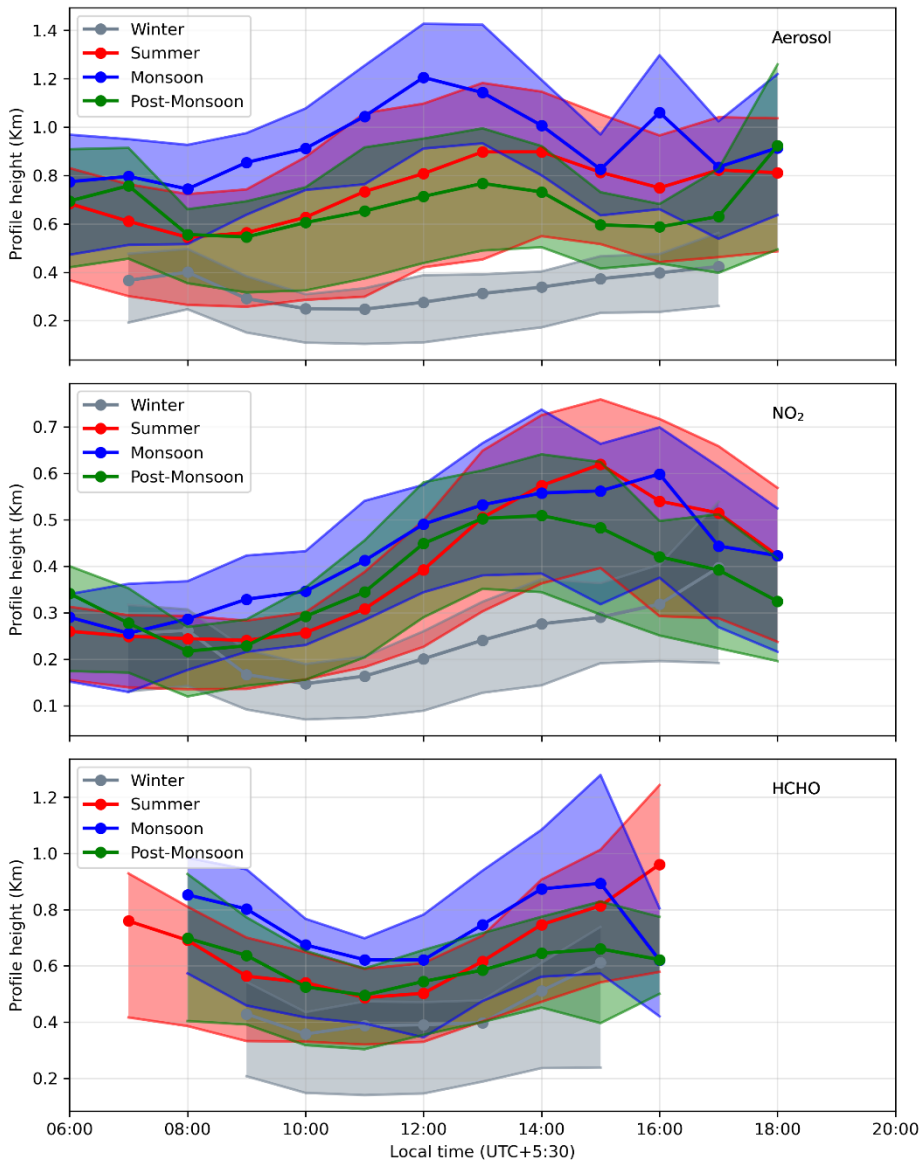 Aerosol
Winter
Summer
Monsoon
Post-Monsoon
Profile height (Km)
1.4
1.2
1.0
0.8
0.6
0.4
0.2
NO₂
Winter
Summer
Monsoon
Post-Monsoon
Profile height (Km)
0.7
0.6
0.5
0.4
0.3
0.2
0.1
HCHO
Winter
Summer
Monsoon
Post-Monsoon
Profile height (Km)
1.2
1.0
0.8
0.6
0.4
0.2
06:00 08:00 10:00 12:00 14:00 16:00 18:00 20:00
Local time (UTC+5:30)